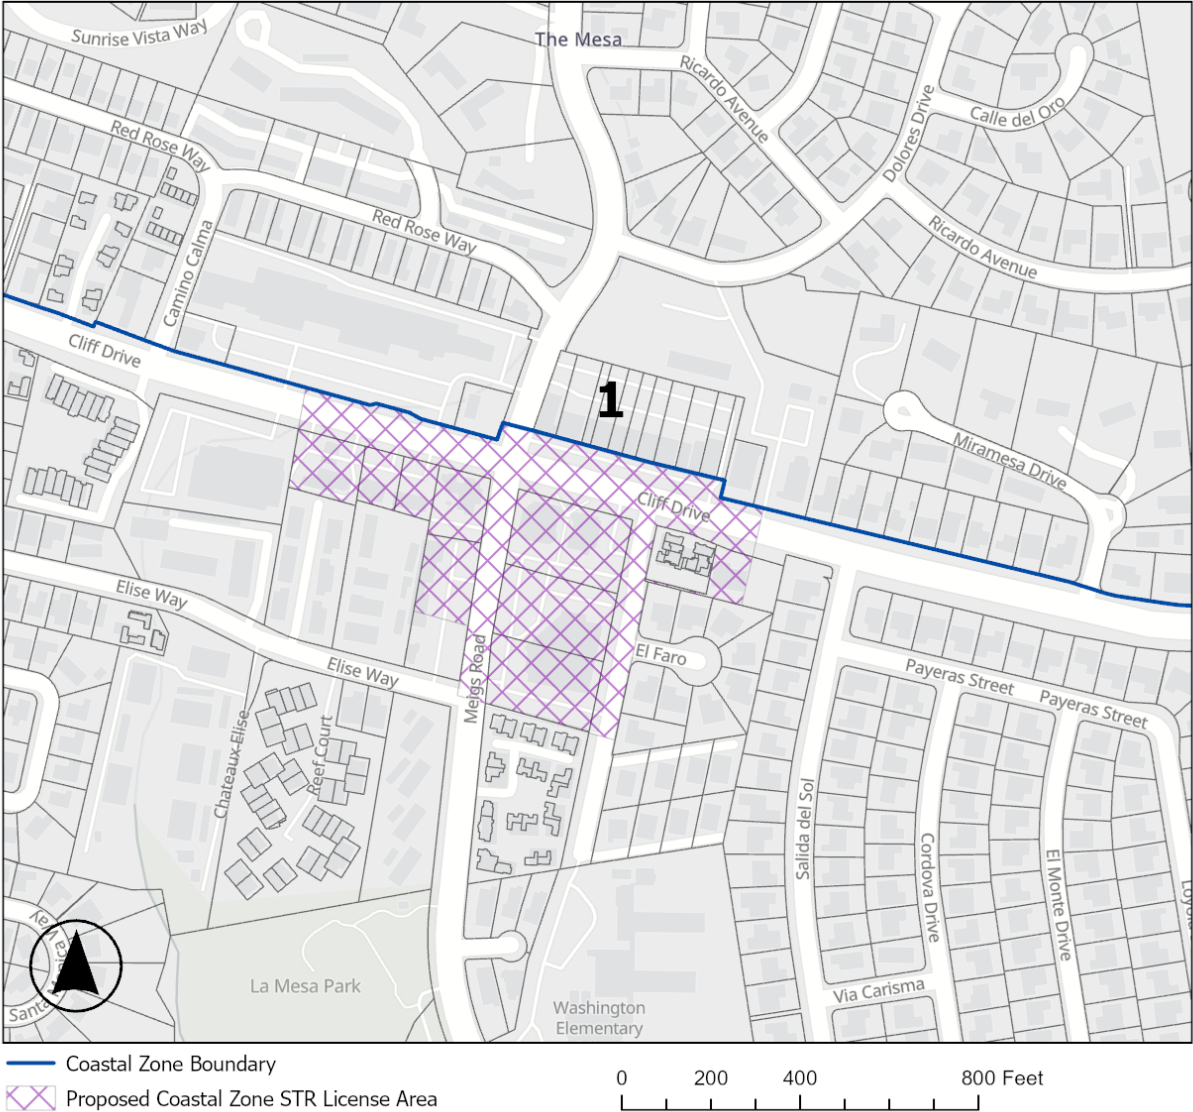 Sunrise Vista Way
The Mesa
Ricardo Avenue
Calle del Oro
Dolores Drive
Red Rose Way
Red Rose Way
Ricardo Avenue
Camino Calma
Cliff Drive
1
Miramesa Drive
Cliff Drive
Elise Way
Elise Way
El Faro
Meigs Road
Payeras Street
Payeras Street
Chateaux Elise
Reef Court
Salida del Sol
Cordova Drive
El Monte Drive
La Mesa Park
Via Carisma
Washington
Elementary
Coastal Zone Boundary
Proposed Coastal Zone STR License Area
0 200 400 800 Feet